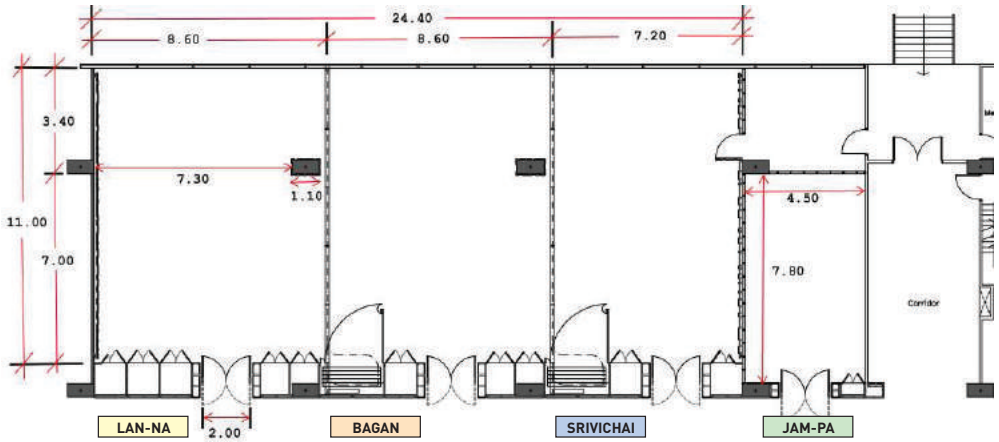 24.40
8.60
8.60
7.20
3.40
7.30
1.10
4.50
11.00
7.00
7.80
Corridor
LAN-NA
BAGAN
SRIVICHAI
JAM-PA
2.00